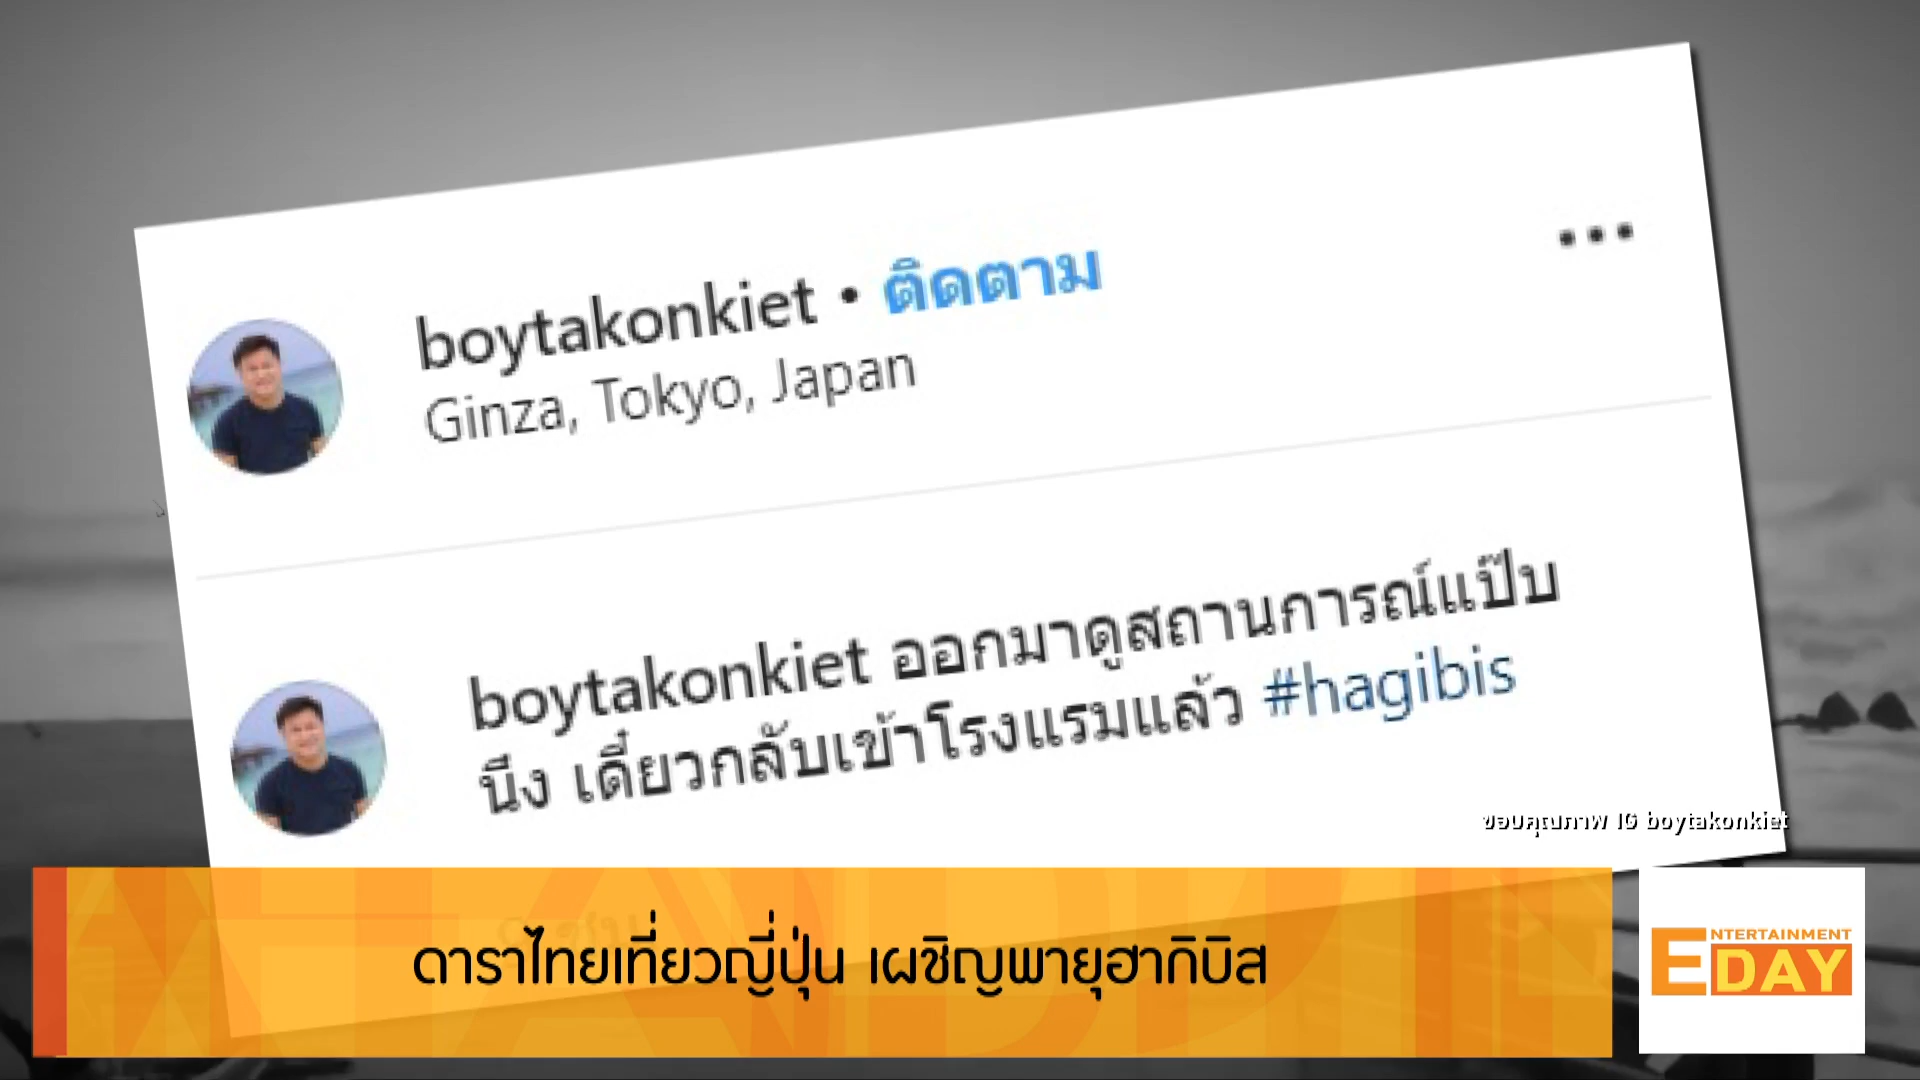 boytakonkiet • ติดตาม
Ginza, Tokyo, Japan
boytakonkiet ออกมาดูสถานการณ์แป๊บ
นึง เดี๋ยวกลับเข้าโรงแรมแล้ว #hagibis
ขอบคุณภาพ IG boytakonkiet
ดาราไทยเที่ยวญี่ปุ่น เผชิญพายุฮากิบิส
ENTERTAINMENT
DAY